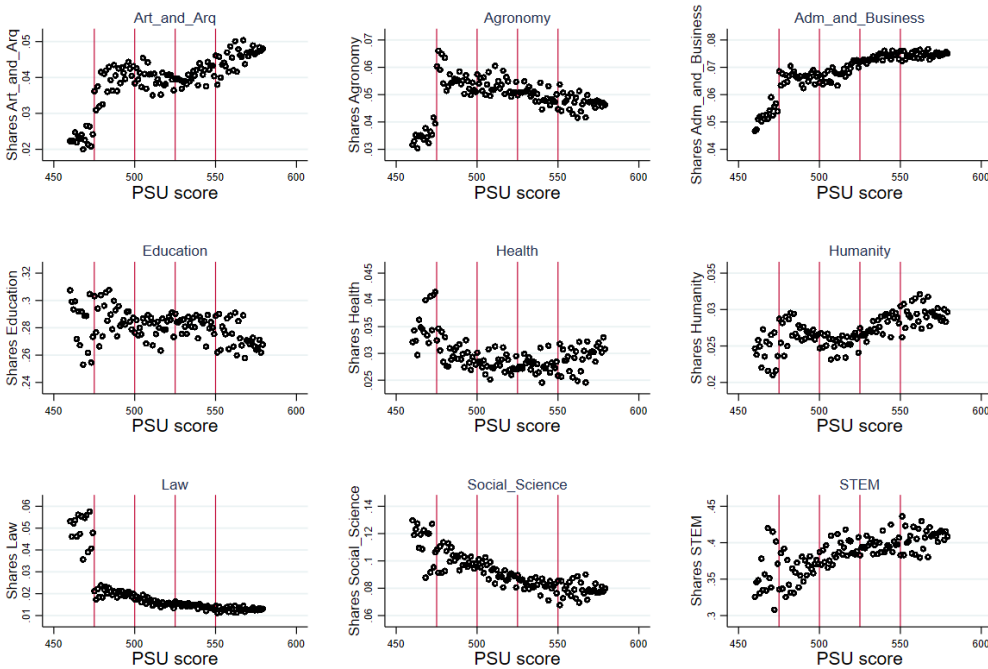 Art_and_Arq
Shares Art_and_Arq
.05
.04
.03
.02
450
500
550
600
PSU score
Agronomy
Shares Agronomy
.07
.06
.05
.04
.03
450
500
550
600
PSU score
Adm_and_Business
Shares Adm_and_Business
.08
.07
.06
.05
.04
450
500
550
600
PSU score
Education
Shares Education
.32
.3
.28
.26
.24
450
500
550
600
PSU score
Health
Shares Health
.045
.04
.035
.03
.025
450
500
550
600
PSU score
Humanity
Shares Humanity
.035
.03
.025
.02
450
500
550
600
PSU score
Law
Shares Law
.06
.05
.04
.03
.02
.01
450
500
550
600
PSU score
Social_Science
Shares Social_Science
.14
.12
.1
.08
.06
450
500
550
600
PSU score
STEM
Shares STEM
.45
.4
.35
.3
450
500
550
600
PSU score